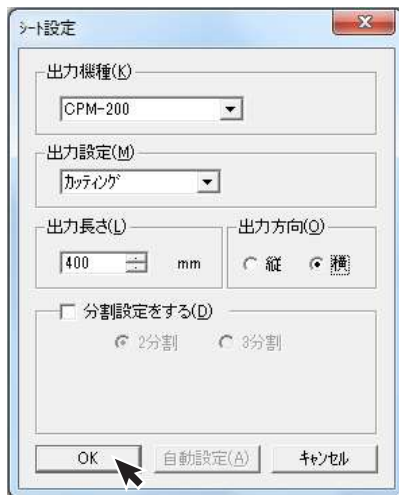 シート設定
出力機種(K)
CPM-200
出力設定(M)
カッティング
出力長さ(L)
400 mm
出力方向(O)
縦 横
分割設定をする(D)
2分割 3分割
OK 自動設定(A) キャンセル